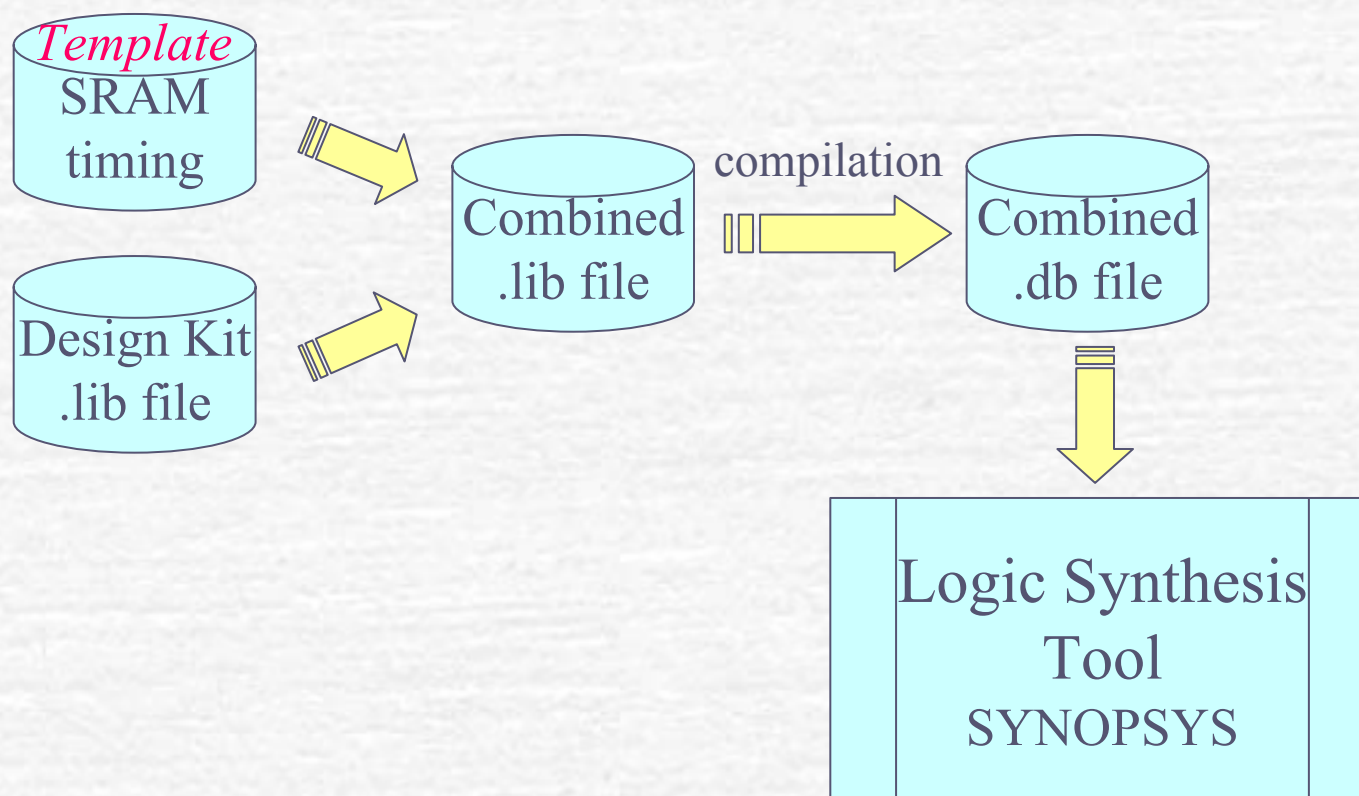 Template
SRAM
timing
Design Kit
.lib file
Combined
.lib file
compilation
Combined
.db file
Logic Synthesis
Tool
SYNOPSYS